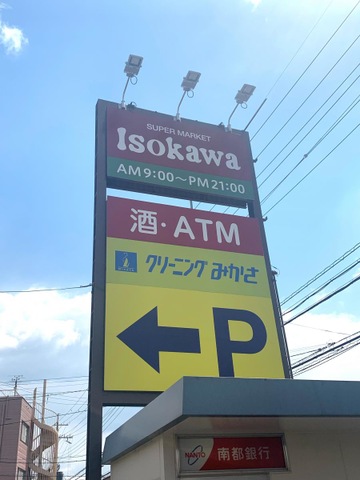 SUPER MARKET
Isokawa
AM9:00～PM21:00
酒・ATM
クリーニングみかさ
P
NANTO 南都銀行